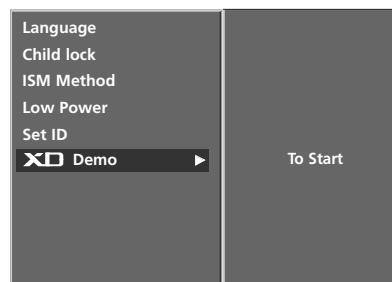 Language
Child lock
ISM Method
Low Power
Set ID
XD Demo
To Start